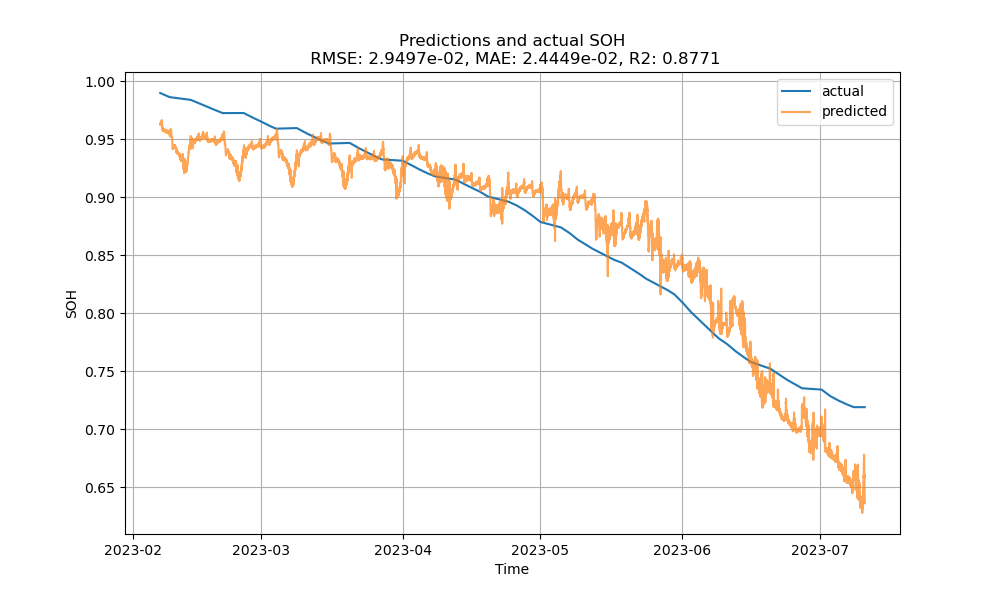 Predictions and actual SOH
RMSE: 2.9497e-02, MAE: 2.4449e-02, R2: 0.8771
actual
predicted
1.00
0.95
0.90
0.85
0.80
0.75
0.70
0.65
SOH
2023-02
2023-03
2023-04
2023-05
2023-06
2023-07
Time